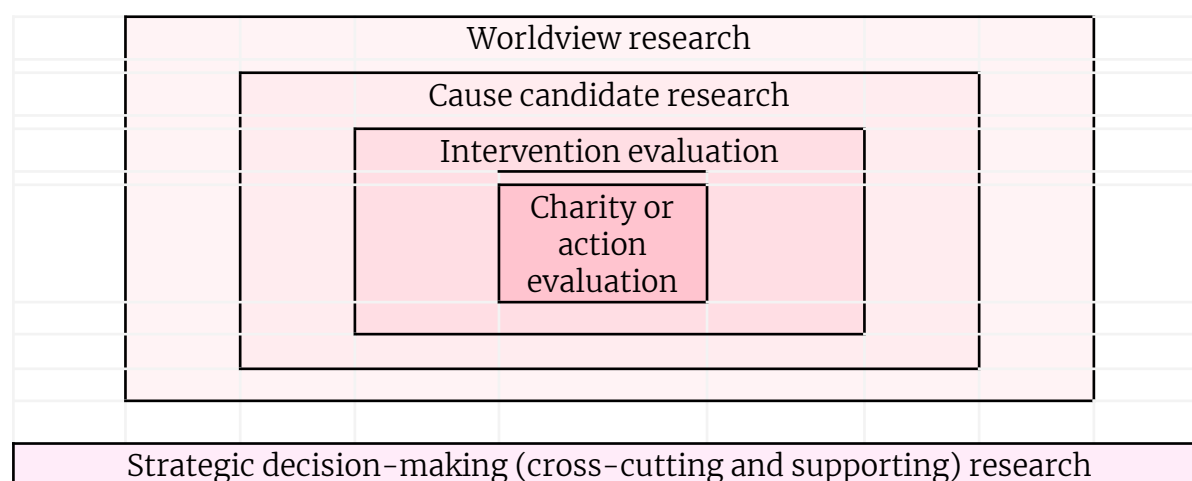 Worldview research
Cause candidate research
Intervention evaluation
Charity or
action
evaluation
Strategic decision-making (cross-cutting and supporting) research